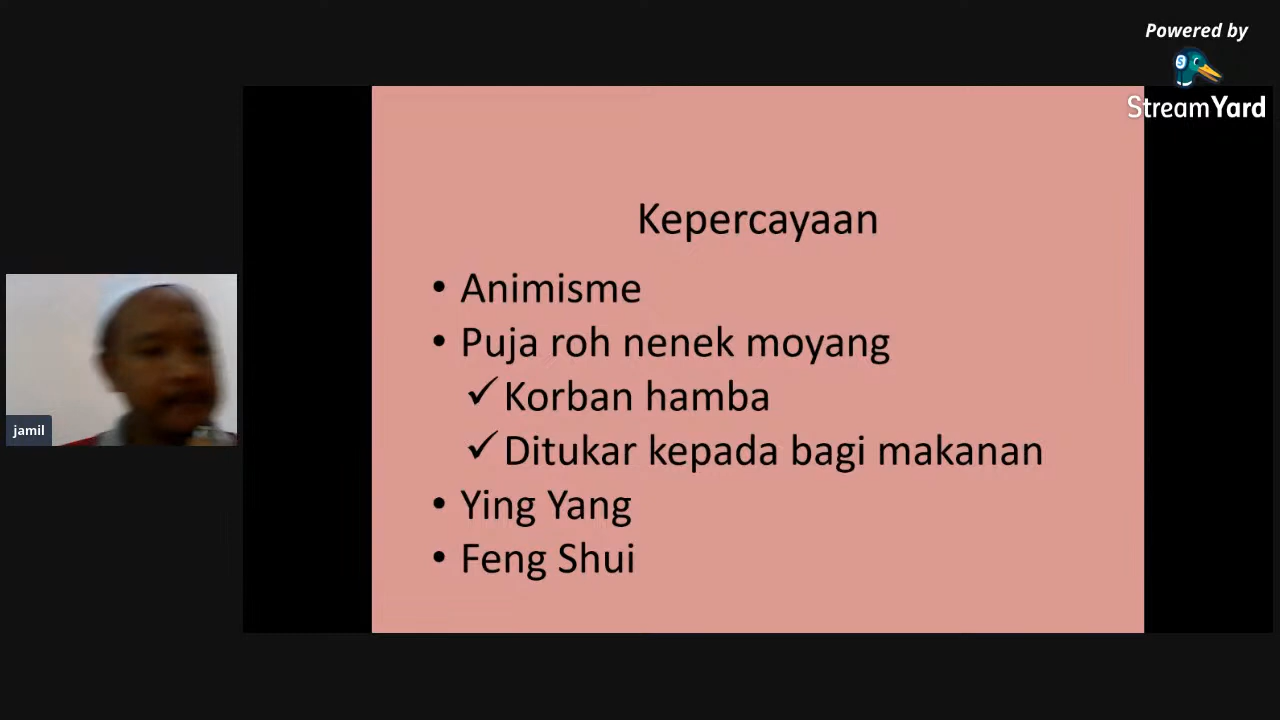 Powered by
StreamYard
Kepercayaan
• Animisme
• Puja roh nenek moyang
✓ Korban hamba
✓ Ditukar kepada bagi makanan
• Ying Yang
• Feng Shui
jamil